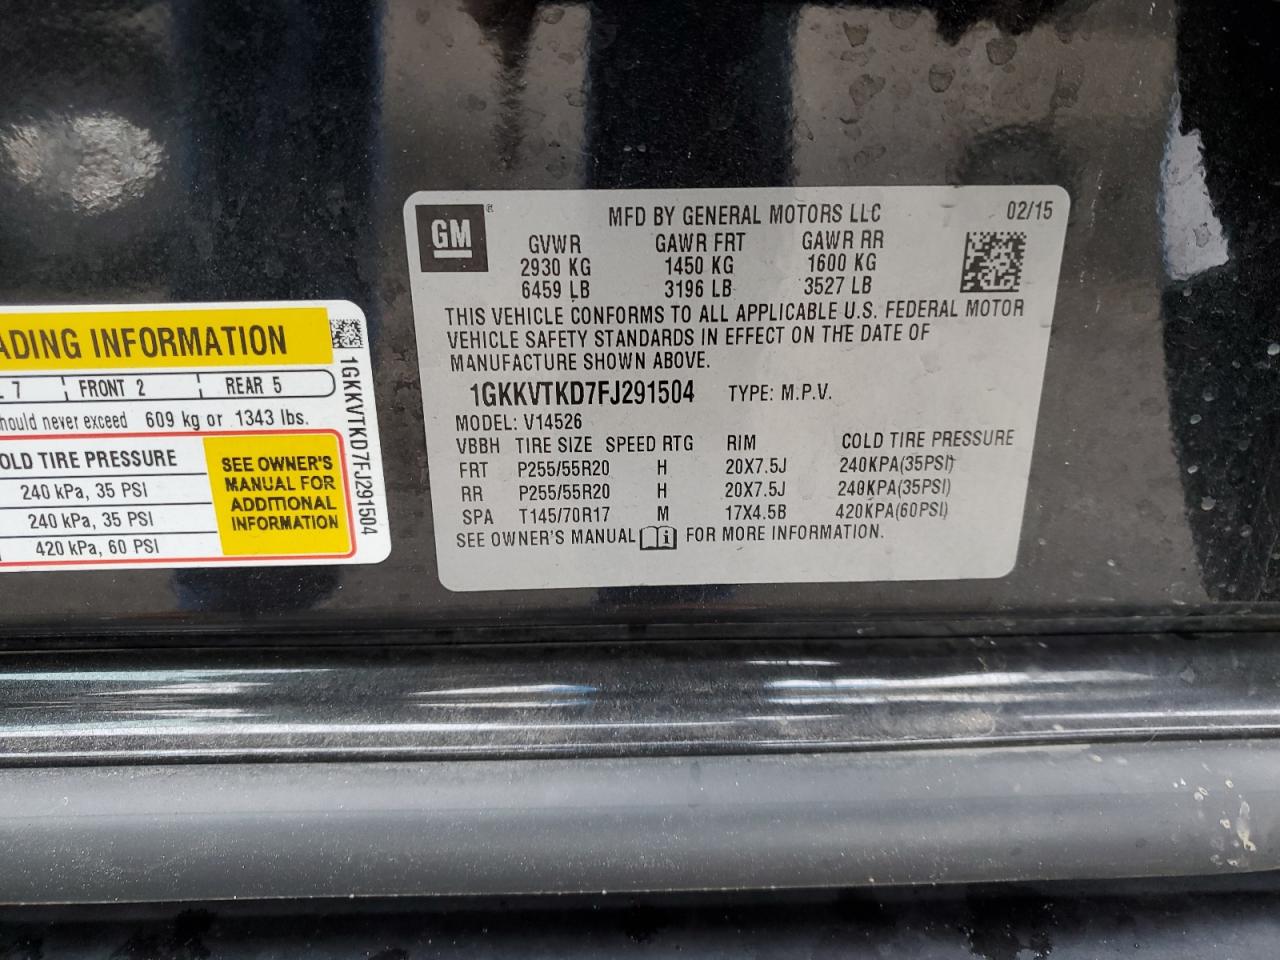 ADING INFORMATION
7 FRONT 2 REAR 5
hould never exceed 609 kg or 1343 lbs.
OLD TIRE PRESSURE
240 kPa, 35 PSI
240 kPa, 35 PSI
420 kPa, 60 PSI
SEE OWNER'S
MANUAL FOR
ADDITIONAL
INFORMATION
1GKKVTKD7FJ291504
GM ®
MFD BY GENERAL MOTORS LLC 02/15
GVWR GAWR FRT GAWR RR
2930 KG 1450 KG 1600 KG
6459 LB 3196 LB 3527 LB
THIS VEHICLE CONFORMS TO ALL APPLICABLE U.S. FEDERAL MOTOR
VEHICLE SAFETY STANDARDS IN EFFECT ON THE DATE OF
MANUFACTURE SHOWN ABOVE.
1GKKVTKD7FJ291504 TYPE: M.P.V.
MODEL: V14526
VBBH TIRE SIZE SPEED RTG RIM COLD TIRE PRESSURE
FRT P255/55R20 H 20X7.5J 240KPA(35PSI)
RR P255/55R20 H 20X7.5J 240KPA(35PSI)
SPA T145/70R17 M 17X4.5B 420KPA(60PSI)
SEE OWNER'S MANUAL i FOR MORE INFORMATION.